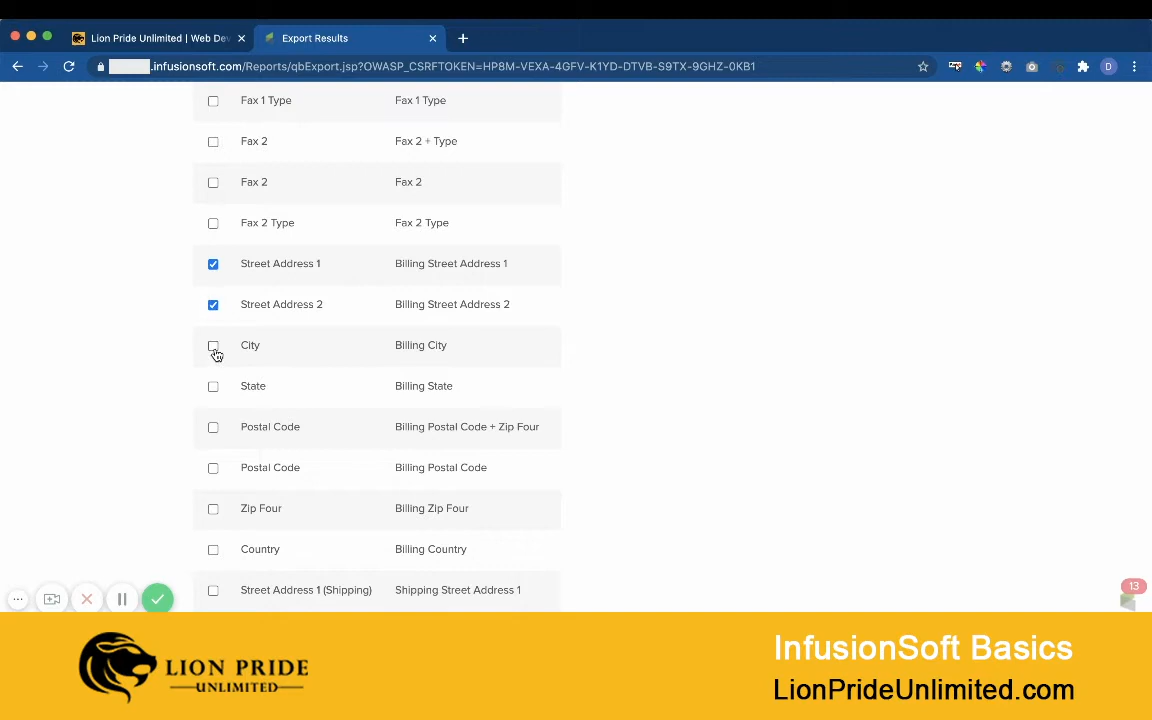 Lion Pride Unlimited | Web Dev
Export Results
.infusionsoft.com/Reports/qbExport.jsp?OWASP_CSRFTOKEN=HP8M-VEXA-4GFV-K1YD-DTVB-S9TX-9GHZ-0KB1
D
Fax 1 Type Fax 1 Type
Fax 2 Fax 2 + Type
Fax 2 Fax 2
Fax 2 Type Fax 2 Type
Street Address 1 Billing Street Address 1
Street Address 2 Billing Street Address 2
City Billing City
State Billing State
Postal Code Billing Postal Code + Zip Four
Postal Code Billing Postal Code
Zip Four Billing Zip Four
Country Billing Country
Street Address 1 (Shipping) Shipping Street Address 1
13
LION PRIDE
UNLIMITED
InfusionSoft Basics
LionPrideUnlimited.com